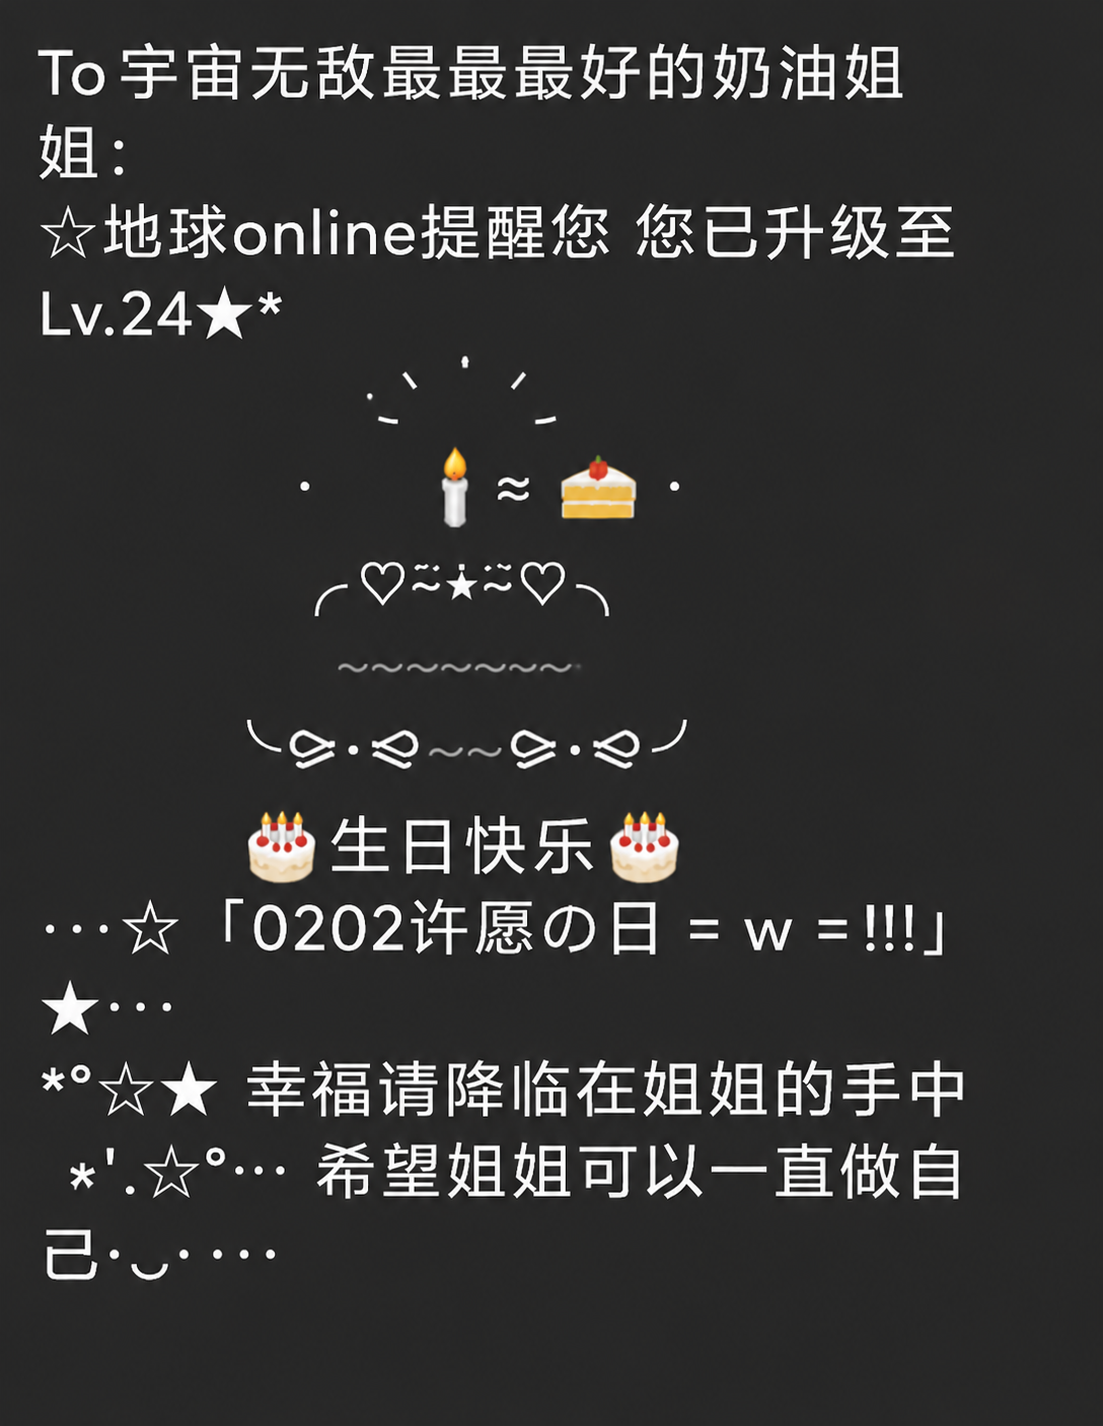 To 宇宙无敌最最最好的奶油姐
姐：
☆地球online提醒您 您已升级至
Lv.24★*
🕯 ≈ 🍰
╭ ♡ ~̈ ★ ~̈ ♡ ╮
~~~~~~~
╰ ⪖ · ⪕ ~~ ⪖ · ⪕ ╯
🎂生日快乐🎂
···☆「0202许愿の日 = w =!!!」
★···
*°☆★ 幸福请降临在姐姐的手中
⁎'.☆°··· 希望姐姐可以一直做自
己·◡· ···